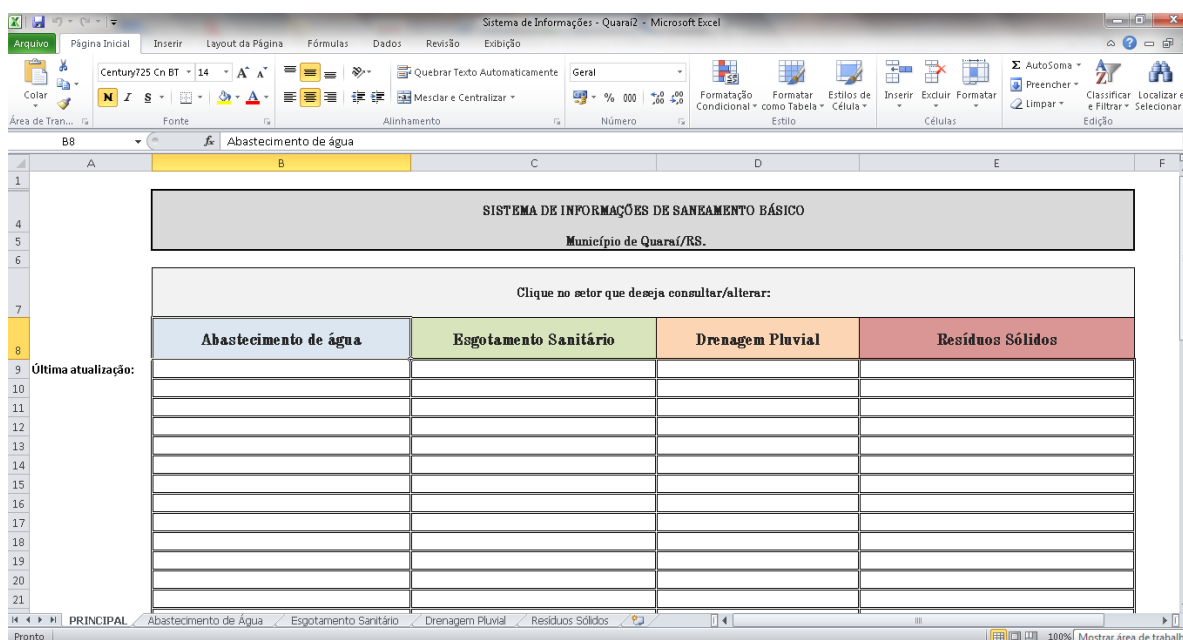 Sistema de Informações - Quaraí2 - Microsoft Excel
Arquivo Página Inicial Inserir Layout da Página Fórmulas Dados Revisão Exibição
Colar
Century725 Cn BT 14
N I S
Quebrar Texto Automaticamente
Mesclar e Centralizar
Geral
% 000
Formatação Condicional
Formatar como Tabela
Estilos de Célula
Inserir Excluir Formatar
Σ AutoSoma
Preencher
Limpar
Classificar e Filtrar
Localizar e Selecionar
Área de Tran... Fonte Alinhamento Número Estilo Células Edição
B8 fx Abastecimento de água
A B C D E F
1
4 SISTEMA DE INFORMAÇÕES DE SANEAMENTO BÁSICO
5 Município de Quaraí/RS.
6
7 Clique no setor que deseja consultar/alterar:
8 Abastecimento de água Esgotamento Sanitário Drenagem Pluvial Resíduos Sólidos
9 Última atualização:
10
11
12
13
14
15
16
17
18
19
20
21
PRINCIPAL Abastecimento de Água Esgotamento Sanitário Drenagem Pluvial Resíduos Sólidos
Pronto 100% Mostrar área de trabalh